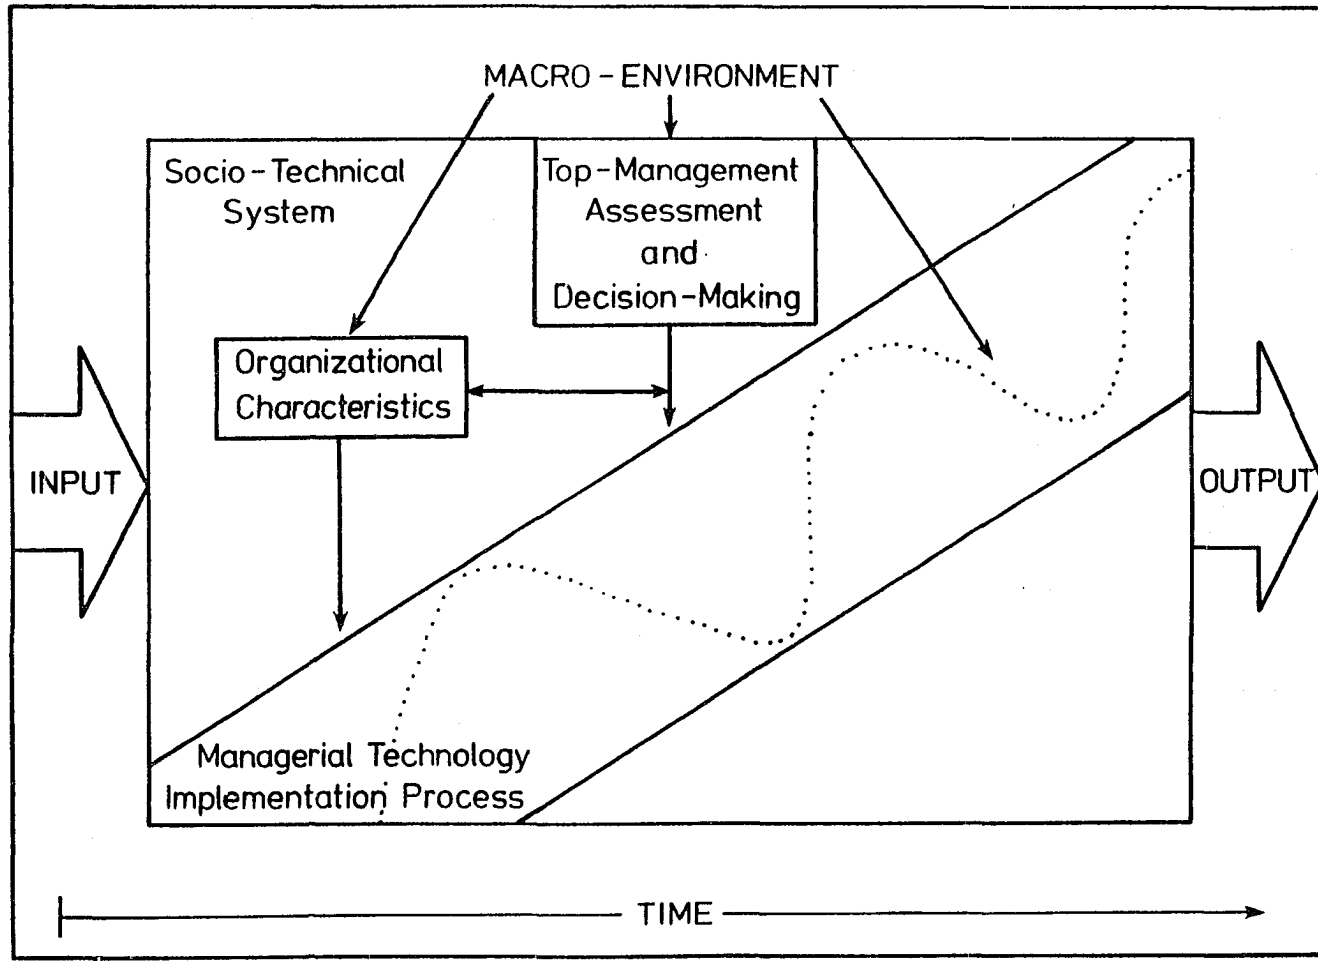 MACRO-ENVIRONMENT
Socio-Technical
System
Top-Management
Assessment
and
Decision-Making
Organizational
Characteristics
INPUT
OUTPUT
Managerial Technology
Implementation Process
TIME